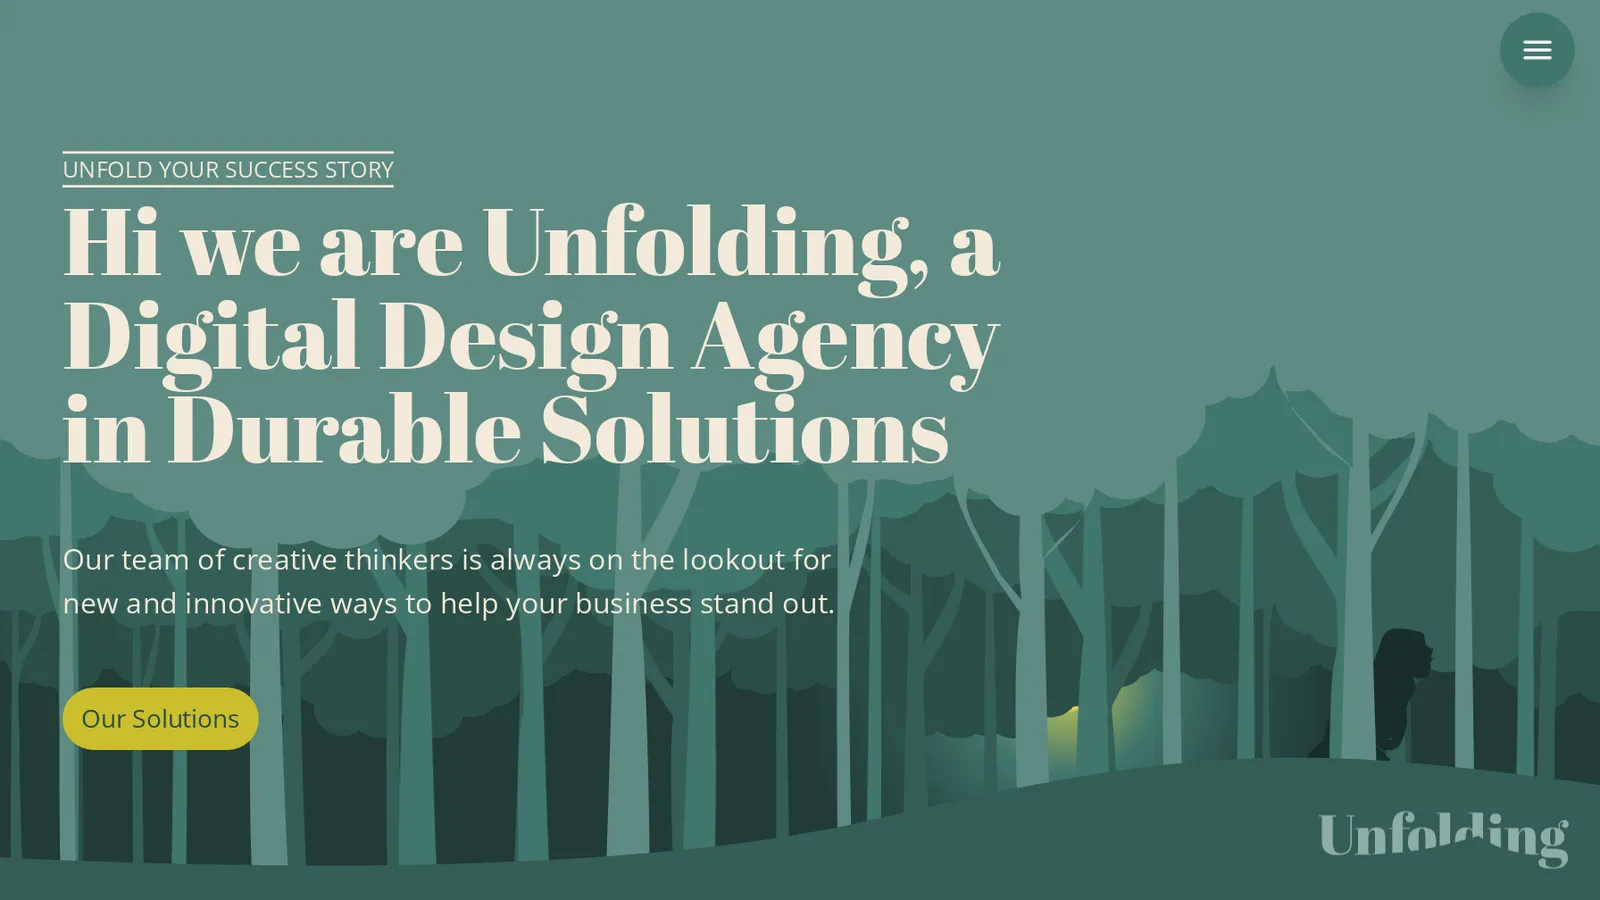 UNFOLD YOUR SUCCESS STORY
Hi we are Unfolding, a
Digital Design Agency
in Durable Solutions
Our team of creative thinkers is always on the lookout for
new and innovative ways to help your business stand out.
Our Solutions
Unfolding